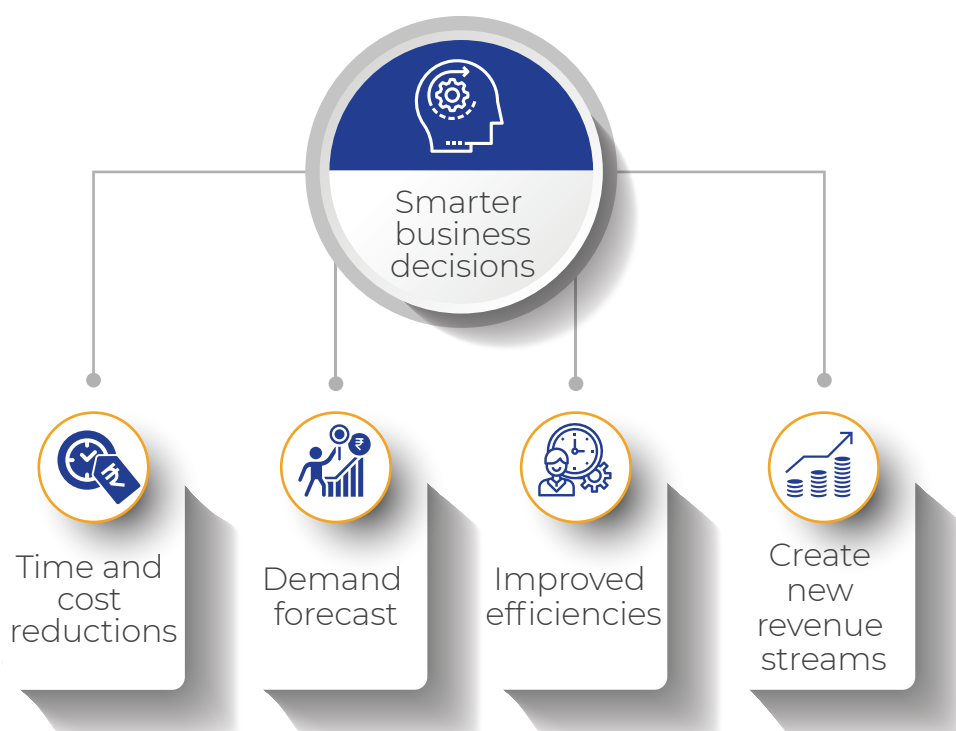 Smarter
business
decisions
Time and
cost
reductions
₹
Demand
forecast
₹
Improved
efficiencies
Create
new
revenue
streams